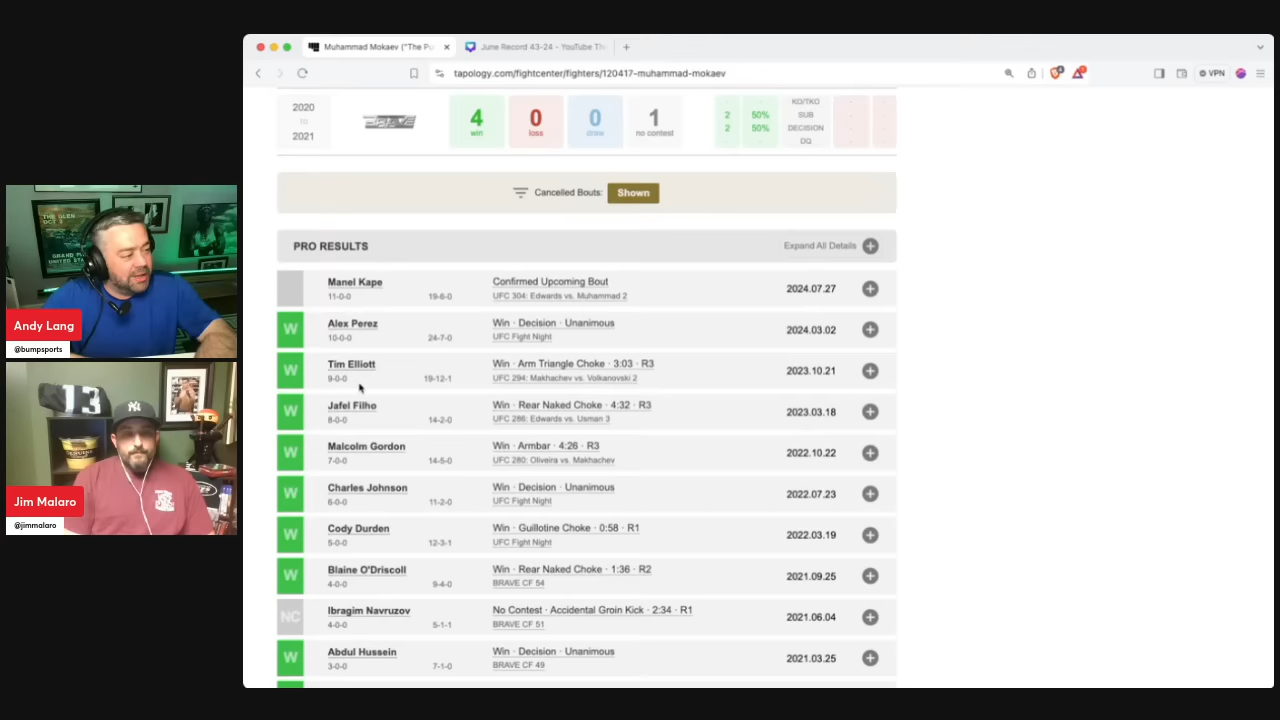 Muhammad Mokaev ("The Pu
June Record 43-24 - YouTube Th
tapology.com/fightcenter/fighters/120417-muhammad-mokaev
VPN
2020
to
2021
BRAVE
4
win
0
loss
0
draw
1
no contest
2 50%
2 50%
KO/TKO
SUB
DECISION
DQ
Cancelled Bouts: Shown
PRO RESULTS
Expand All Details
Manel Kape Confirmed Upcoming Bout 2024.07.27
11-0-0 19-6-0 UFC 304: Edwards vs. Muhammad 2
W Alex Perez Win · Decision · Unanimous 2024.03.02
10-0-0 24-7-0 UFC Fight Night
W Tim Elliott Win · Arm Triangle Choke · 3:03 · R3 2023.10.21
9-0-0 19-12-1 UFC 294: Makhachev vs. Volkanovski 2
W Jafel Filho Win · Rear Naked Choke · 4:32 · R3 2023.03.18
8-0-0 14-2-0 UFC 286: Edwards vs. Usman 3
W Malcolm Gordon Win · Armbar · 4:26 · R3 2022.10.22
7-0-0 14-5-0 UFC 280: Oliveira vs. Makhachev
W Charles Johnson Win · Decision · Unanimous 2022.07.23
6-0-0 11-2-0 UFC Fight Night
W Cody Durden Win · Guillotine Choke · 0:58 · R1 2022.03.19
5-0-0 12-3-1 UFC Fight Night
W Blaine O'Driscoll Win · Rear Naked Choke · 1:36 · R2 2021.09.25
4-0-0 9-4-0 BRAVE CF 54
NC Ibragim Navruzov No Contest · Accidental Groin Kick · 2:34 · R1 2021.06.04
4-0-0 5-1-1 BRAVE CF 51
W Abdul Hussein Win · Decision · Unanimous 2021.03.25
3-0-0 7-1-0 BRAVE CF 49
THE GLEN
OCT 2
Andy Lang
@bumpsports
13
Jim Malaro
@jimmalaro